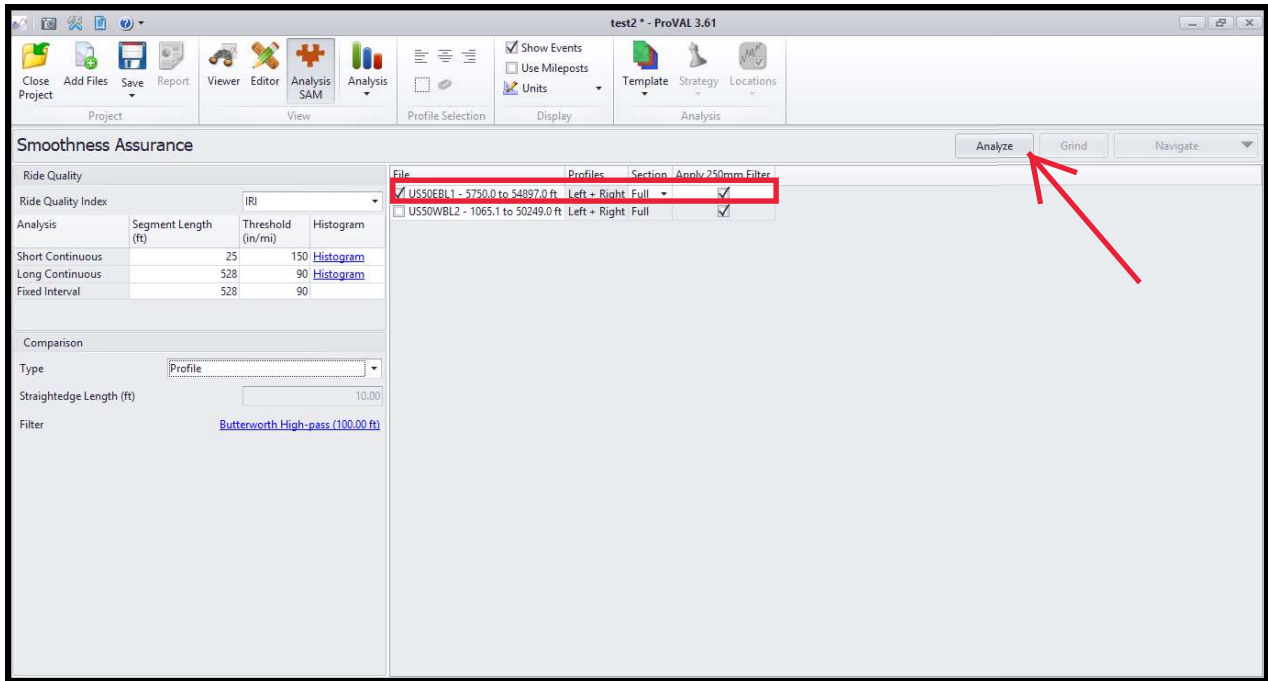 test2 * - ProVAL 3.61
Close Project
Add Files
Save
Report
Viewer
Editor
Analysis SAM
Analysis
Show Events
Use Mileposts
Units
Template
Strategy
Locations
Project
View
Profile Selection
Display
Analysis
Smoothness Assurance
Analyze
Grind
Navigate
Ride Quality
Ride Quality Index IRI
Analysis Segment Length (ft) Threshold (in/mi) Histogram
Short Continuous 25 150 Histogram
Long Continuous 528 90 Histogram
Fixed Interval 528 90
Comparison
Type Profile
Straightedge Length (ft) 10.00
Filter Butterworth High-pass (100.00 ft)
File Profiles Section Apply 250mm Filter
US50EBL1 - 5750.0 to 54897.0 ft Left + Right Full
US50WBL2 - 1065.1 to 50249.0 ft Left + Right Full